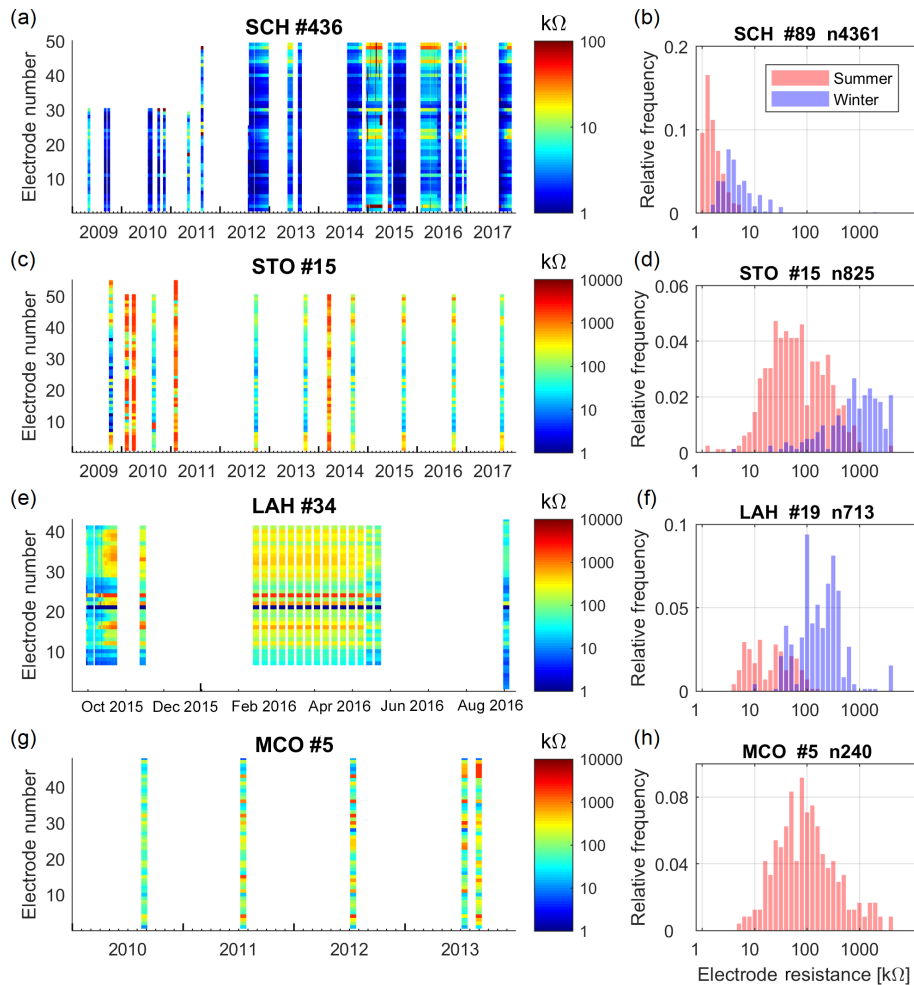 (a) SCH #436 kΩ
Electrode number
50
40
30
20
10
2009 2010 2011 2012 2013 2014 2015 2016 2017
100
10
1
(b) SCH #89 n4361
Relative frequency
0.2
0.1
0
Summer
Winter
1 10 100 1000
(c) STO #15 kΩ
Electrode number
50
40
30
20
10
2009 2010 2011 2012 2013 2014 2015 2016 2017
10000
1000
100
10
1
(d) STO #15 n825
Relative frequency
0.06
0.04
0.02
0
1 10 100 1000
(e) LAH #34 kΩ
Electrode number
40
30
20
10
Oct 2015 Dec 2015 Feb 2016 Apr 2016 Jun 2016 Aug 2016
10000
1000
100
10
1
(f) LAH #19 n713
Relative frequency
0.1
0.05
0
1 10 100 1000
(g) MCO #5 kΩ
Electrode number
40
30
20
10
2010 2011 2012 2013
10000
1000
100
10
1
(h) MCO #5 n240
Relative frequency
0.08
0.04
0
1 10 100 1000
Electrode resistance [kΩ]